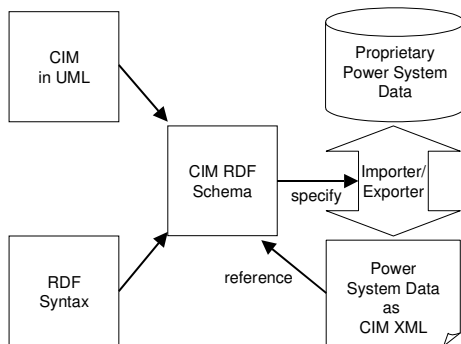 CIM
in UML
Proprietary
Power System
Data
CIM RDF
Schema
specify
Importer/
Exporter
RDF
Syntax
reference
Power
System Data
as
CIM XML